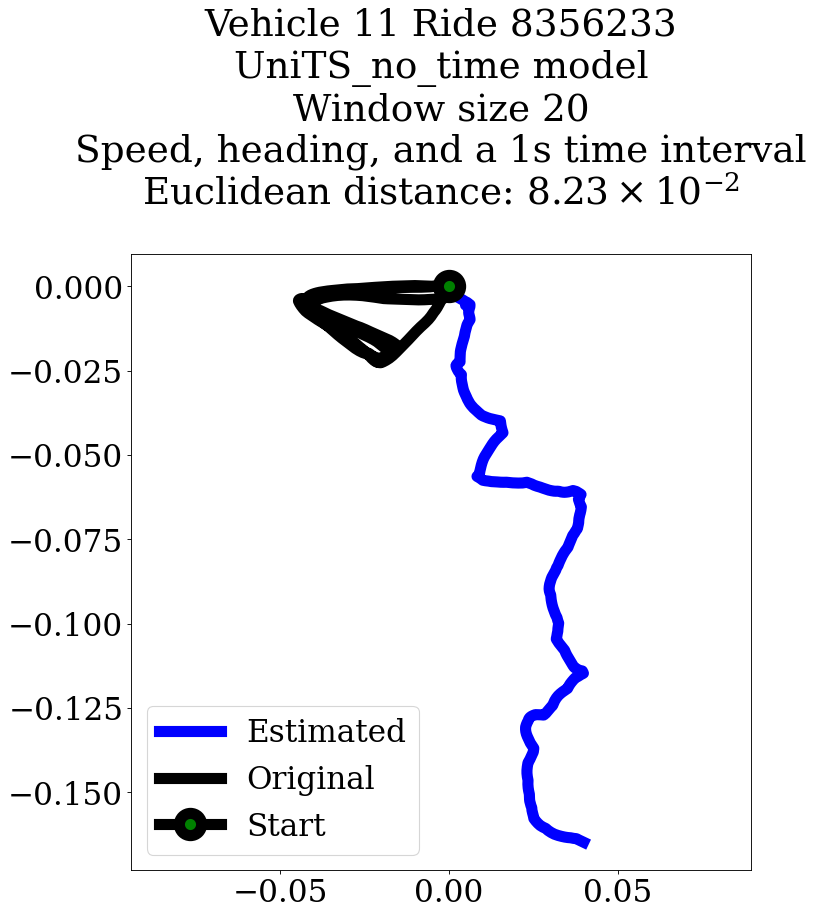 Vehicle 11 Ride 8356233
UniTS_no_time model
Window size 20
Speed, heading, and a 1s time interval
Euclidean distance: 8.23 × 10⁻²
0.000
−0.025
−0.050
−0.075
−0.100
−0.125
−0.150
Estimated
Original
Start
−0.05
0.00
0.05